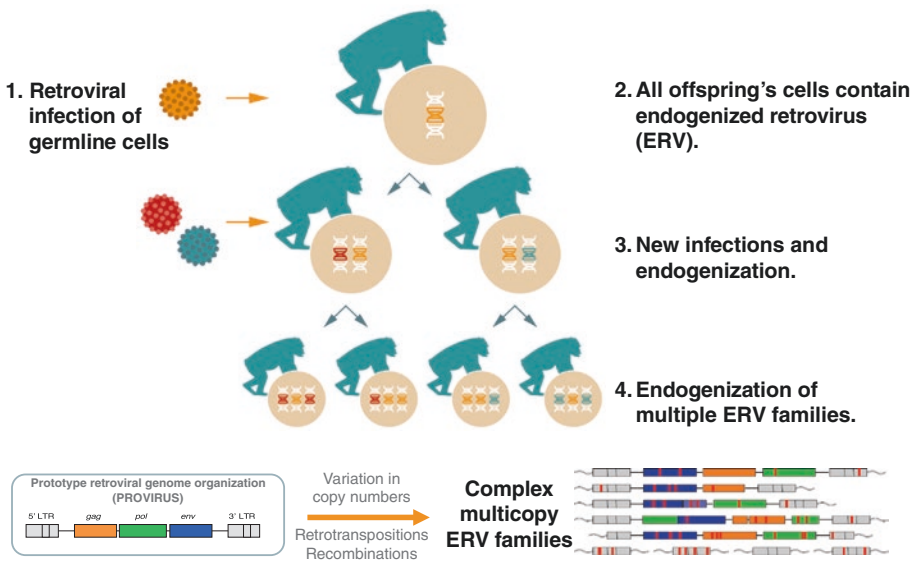 1. Retroviral
infection of
germline cells
2. All offspring's cells contain
endogenized retrovirus
(ERV).
3. New infections and
endogenization.
4. Endogenization of
multiple ERV families.
Prototype retroviral genome organization
(PROVIRUS)
5' LTR gag pol env 3' LTR
Variation in
copy numbers
Retrotranspositions
Recombinations
Complex
multicopy
ERV families